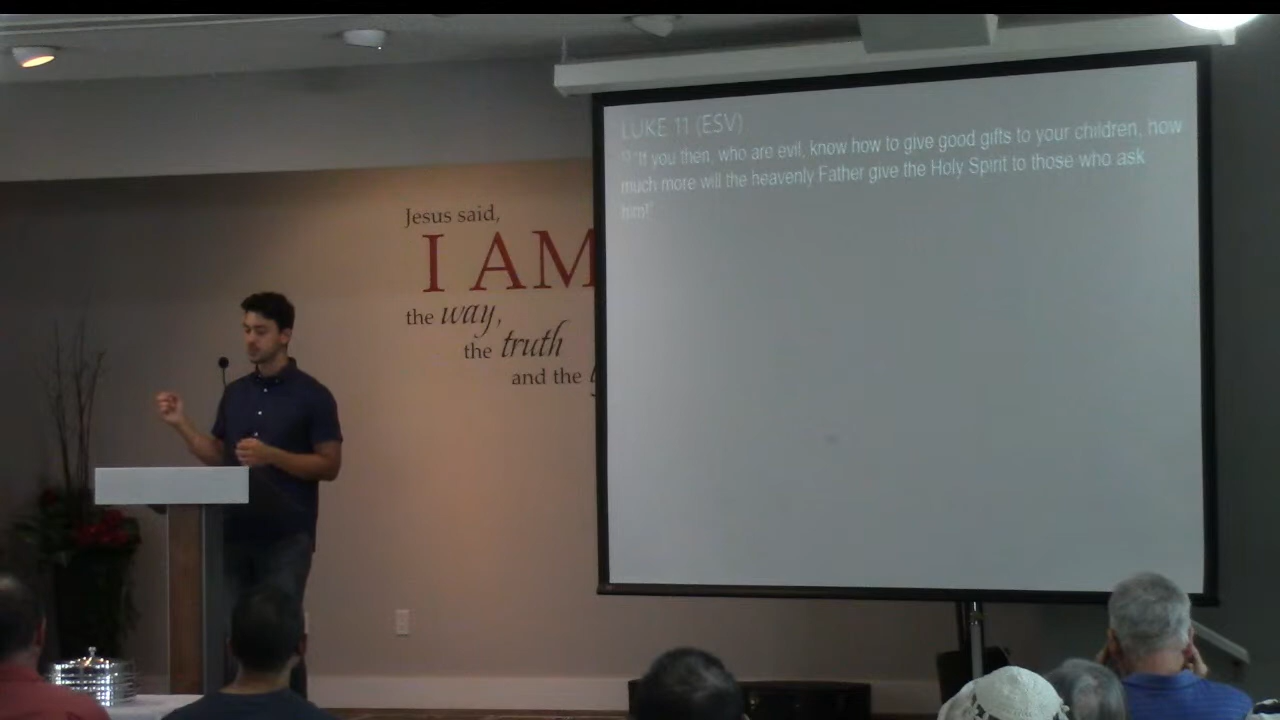 Jesus said,
I AM
the way,
the truth
and the
LUKE 11 (ESV)
"If you then, who are evil, know how to give good gifts to your children, how
much more will the heavenly Father give the Holy Spirit to those who ask
him!"